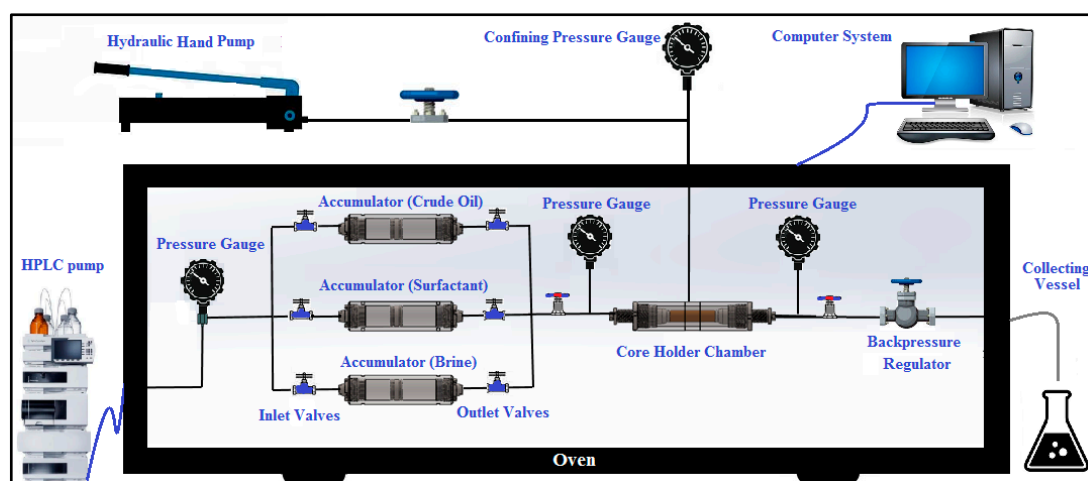 Hydraulic Hand Pump
Confining Pressure Gauge
Computer System
Accumulator (Crude Oil)
Pressure Gauge
Pressure Gauge
Pressure Gauge
HPLC pump
Accumulator (Surfactant)
Collecting
Vessel
Core Holder Chamber
Backpressure
Regulator
Accumulator (Brine)
Inlet Valves
Outlet Valves
Oven